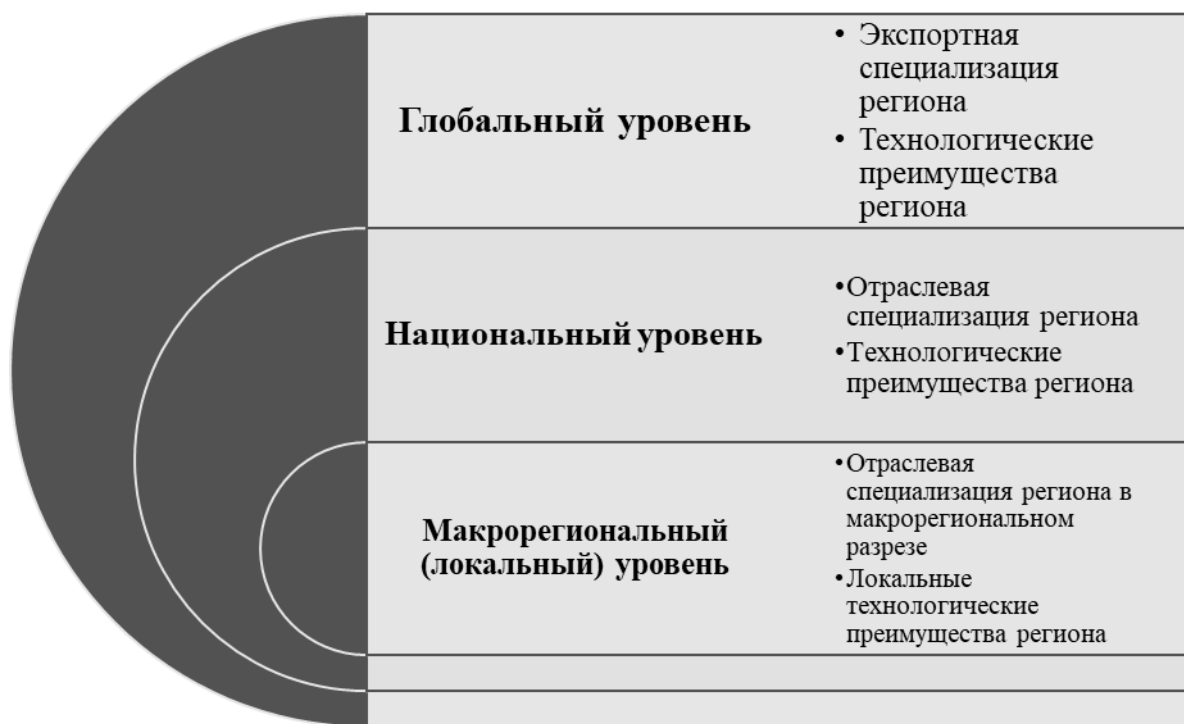 Глобальный уровень
• Экспортная
специализация
региона
• Технологические
преимущества
региона
Национальный уровень
•Отраслевая
специализация региона
•Технологические
преимущества региона
Макрорегиональный
(локальный) уровень
•Отраслевая
специализация региона в
макрорегиональном
разрезе
•Локальные
технологические
преимущества региона